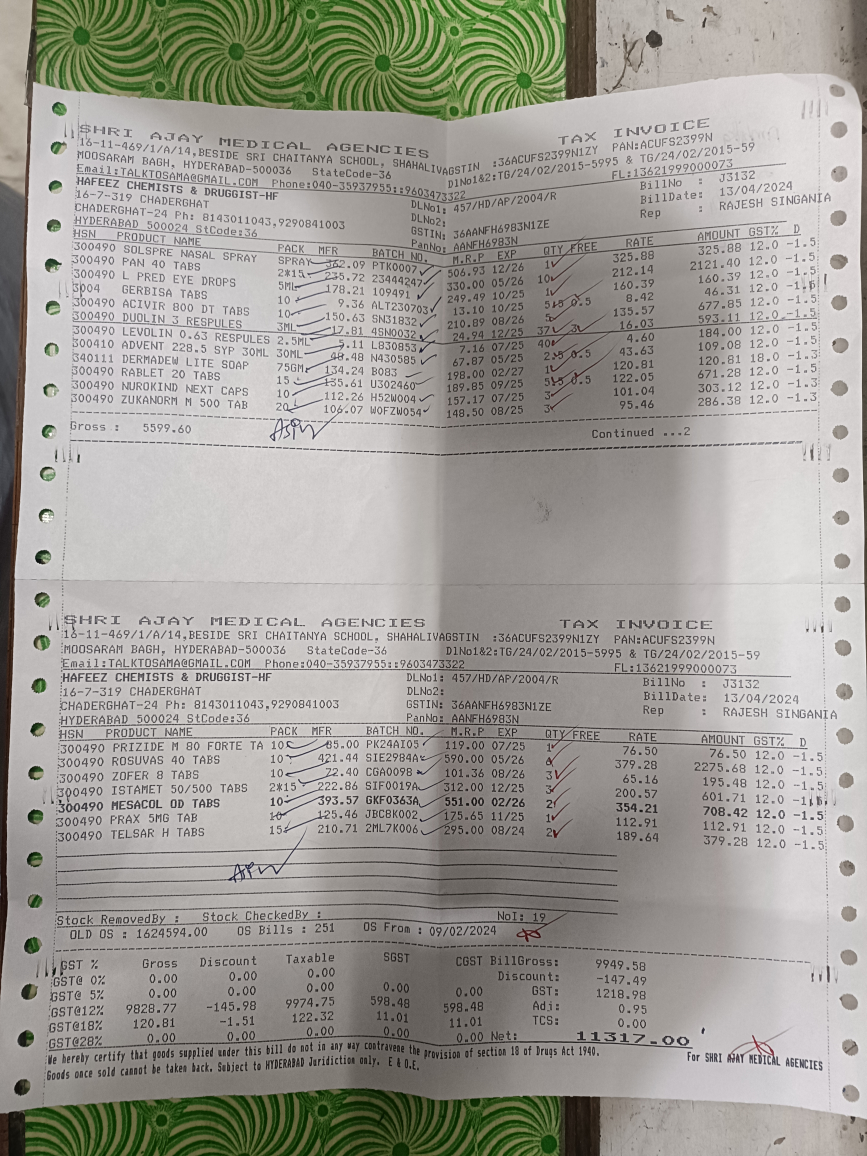 SHRI AJAY MEDICAL AGENCIES TAX INVOICE
16-11-469/1/A/14,BESIDE SRI CHAITANYA SCHOOL, SHAHALIVAGSTIN :36ACUFS2399N1ZY PAN:ACUFS2399N
MOOSARAM BAGH, HYDERABAD-500036 StateCode-36 DlNo1&2:TG/24/02/2015-5995 & TG/24/02/2015-59
Email:TALKTOSAMA@GMAIL.COM Phone:040-35937955::9603473322 FL:13621999000073
HAFEEZ CHEMISTS & DRUGGIST-HF DLNo1: 457/HD/AP/2004/R BillNo : J3132
16-7-319 CHADERGHAT DLNo2: BillDate: 13/04/2024
CHADERGHAT-24 Ph: 8143011043,9290841003 GSTIN: 36AANFH6983N1ZE Rep : RAJESH SINGANIA
HYDERABAD 500024 StCode:36 PanNo: AANFH6983N
HSN PRODUCT NAME PACK MFR BATCH NO. M.R.P EXP QTY FREE RATE AMOUNT GST% D
300490 SOLSPRE NASAL SPRAY SPRAY 362.09 PTK0007 506.93 12/26 1 325.88 325.88 12.0 -1.5
300490 PAN 40 TABS 2*15 235.72 23444247 330.00 05/26 10 212.14 2121.40 12.0 -1.5
300490 L PRED EYE DROPS 5ML 178.21 109491 249.49 10/25 1 160.39 160.39 12.0 -1.5
3004 GERBISA TABS 10 9.36 ALT230703 13.10 10/25 5.5 0.5 8.42 46.31 12.0
300490 ACIVIR 800 DT TABS 10 150.63 SN31832 210.89 08/26 5 135.57 677.85 12.0 -1.5
300490 DUOLIN 3 RESPULES 3ML 17.81 4SN0032 24.94 12/25 37 3 16.03 593.11 12.0 -1.5
300490 LEVOLIN 0.63 RESPULES 2.5ML 5.11 L830853 7.16 07/25 40 4.60 184.00 12.0 -1.5
300410 ADVENT 228.5 SYP 30ML 30ML 48.48 N430585 67.87 05/25 2.5 0.5 43.63 109.08 12.0 -1.5
340111 DERMADEW LITE SOAP 75GM 134.24 B083 198.00 02/27 1 120.81 120.81 18.0 -1.3
300490 RABLET 20 TABS 15 135.61 U302460 189.85 09/25 5.5 0.5 122.05 671.28 12.0 -1.5
300490 NUROKIND NEXT CAPS 10 112.26 H52W004 157.17 07/25 3 101.04 303.12 12.0 -1.3
300490 ZUKANORM M 500 TAB 20 106.07 WOFZW054 148.50 08/25 3 95.46 286.38 12.0 -1.3
Gross : 5599.60 Continued ...2
SHRI AJAY MEDICAL AGENCIES TAX INVOICE
16-11-469/1/A/14,BESIDE SRI CHAITANYA SCHOOL, SHAHALIVAGSTIN :36ACUFS2399N1ZY PAN:ACUFS2399N
MOOSARAM BAGH, HYDERABAD-500036 StateCode-36 DlNo1&2:TG/24/02/2015-5995 & TG/24/02/2015-59
Email:TALKTOSAMA@GMAIL.COM Phone:040-35937955::9603473322 FL:13621999000073
HAFEEZ CHEMISTS & DRUGGIST-HF DLNo1: 457/HD/AP/2004/R BillNo : J3132
16-7-319 CHADERGHAT DLNo2: BillDate: 13/04/2024
CHADERGHAT-24 Ph: 8143011043,9290841003 GSTIN: 36AANFH6983N1ZE Rep : RAJESH SINGANIA
HYDERABAD 500024 StCode:36 PanNo: AANFH6983N
HSN PRODUCT NAME PACK MFR BATCH NO. M.R.P EXP QTY FREE RATE AMOUNT GST% D
300490 PRIZIDE M 80 FORTE TA 10 85.00 PK24AI05 119.00 07/25 1 76.50 76.50 12.0 -1.5
300490 ROSUVAS 40 TABS 10 421.44 SIE2984A 590.00 05/26 379.28 2275.68 12.0 -1.5
300490 ZOFER 8 TABS 10 72.40 CGA0098 101.36 08/26 3 65.16 195.48 12.0 -1.5
300490 ISTAMET 50/500 TABS 2*15 222.86 SIF0019A 312.00 12/25 3 200.57 601.71 12.0
300490 MESACOL OD TABS 10 393.57 GKF0363A 551.00 02/26 2 354.21 708.42 12.0 -1.5
300490 PRAX 5MG TAB 10 125.46 JBC8K002 175.65 11/25 1 112.91 112.91 12.0 -1.5
300490 TELSAR H TABS 15 210.71 2ML7K006 295.00 08/24 2 189.64 379.28 12.0 -1.5
Stock RemovedBy : Stock CheckedBy : NoI: 19
OLD OS : 1624594.00 OS Bills : 251 OS From : 09/02/2024
GST % Gross Discount Taxable SGST CGST BillGross: 9949.58
GST@ 0% 0.00 0.00 0.00 Discount: -147.49
GST@ 5% 0.00 0.00 0.00 0.00 0.00 GST: 1218.98
GST@12% 9828.77 -145.98 9974.75 598.48 598.48 Adj: 0.95
GST@18% 120.81 -1.51 122.32 11.01 11.01 TCS: 0.00
GST@28% 0.00 0.00 0.00 0.00 0.00 Net: 11317.00
We hereby certify that goods supplied under this bill do not in any way contravene the provision of section 18 of Drugs Act 1940.
Goods once sold cannot be taken back. Subject to HYDERABAD Juridiction only. E & O.E. For SHRI AJAY MEDICAL AGENCIES